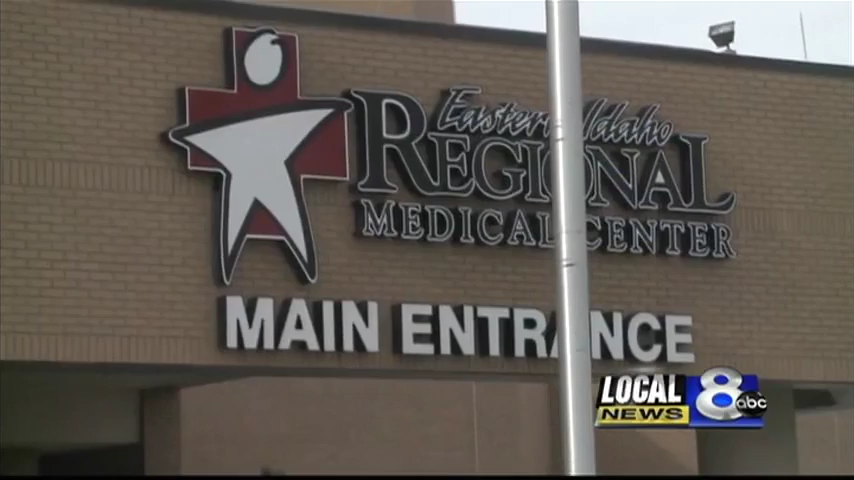 Eastern Idaho
REGIONAL
MEDICAL CENTER
MAIN ENTRANCE
LOCAL
NEWS
8
abc